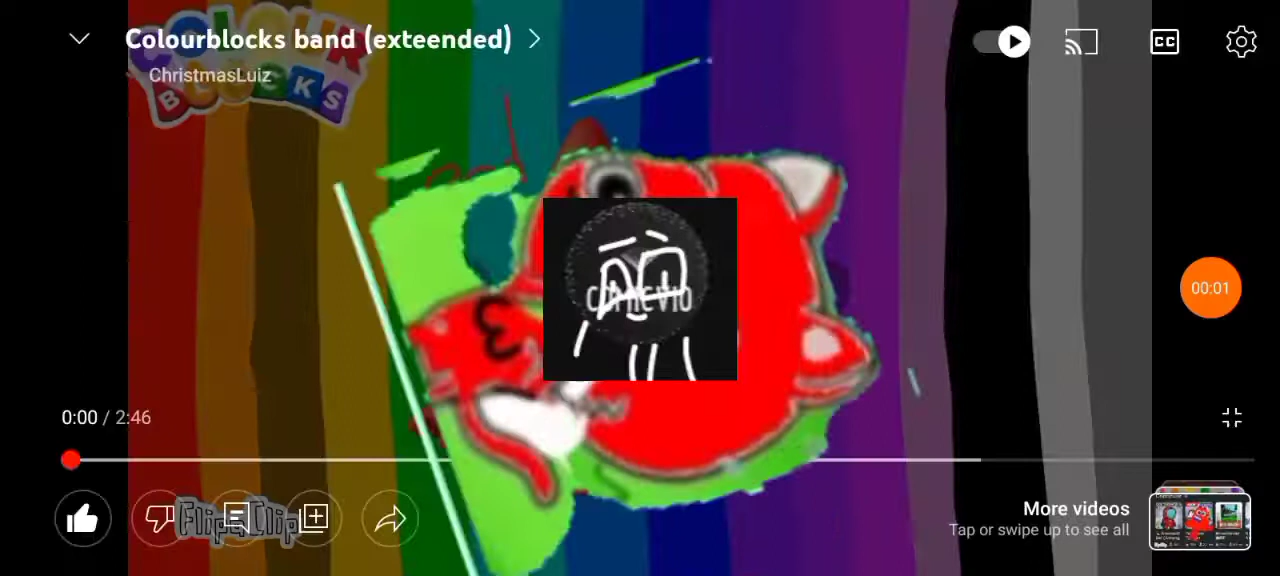 Colourblocks band (exteended)
ChristmasLuiz
COLOUR
BLOCKS
CC
00:01
0:00 / 2:46
FlipaClip
More videos
Tap or swipe up to see all